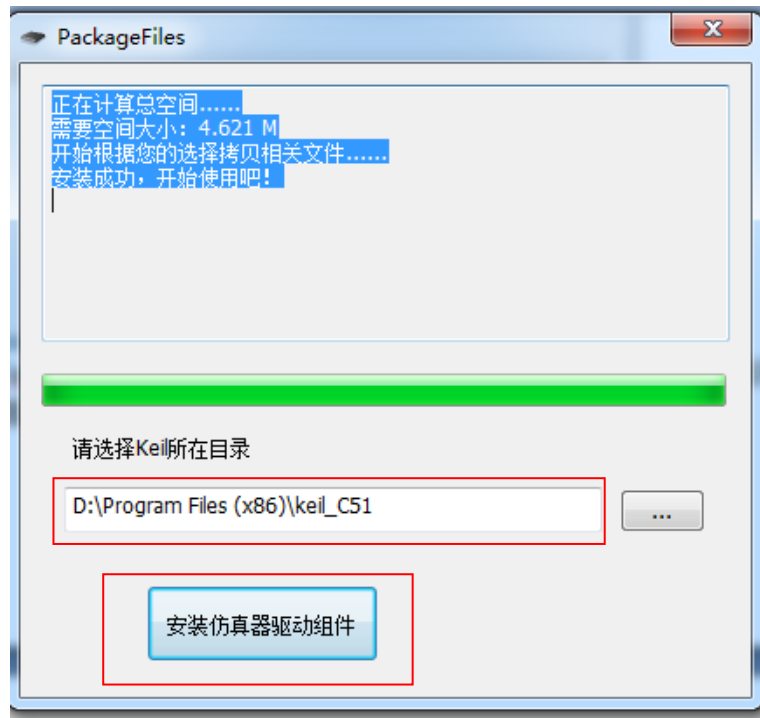 PackageFiles
正在计算总空间......
需要空间大小：4.621 M
开始根据您的选择拷贝相关文件......
安装成功，开始使用吧！
请选择Keil所在目录
D:\Program Files (x86)\keil_C51
...
安装仿真器驱动组件